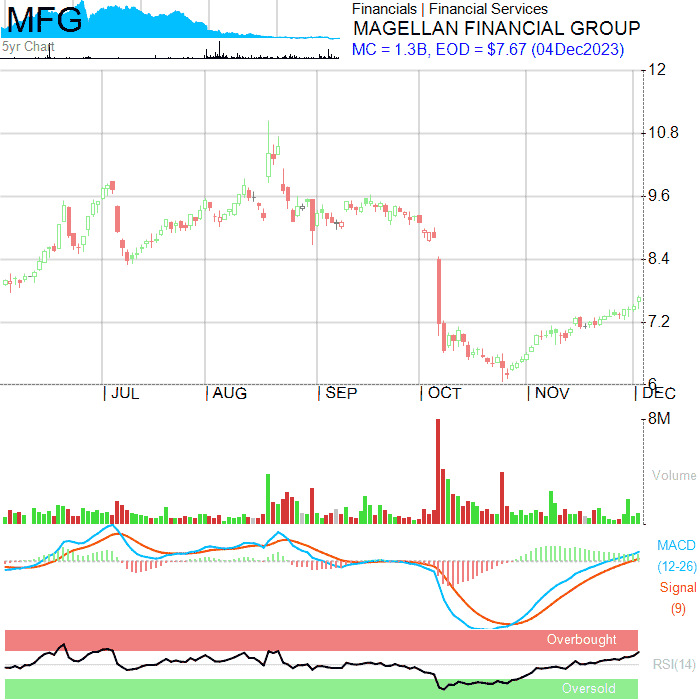 MFG
5yr Chart
Financials | Financial Services
MAGELLAN FINANCIAL GROUP
MC = 1.3B, EOD = $7.67 (04Dec2023)
12
10.8
9.6
8.4
7.2
6
JUL AUG SEP OCT NOV DEC
8M
Volume
MACD
(12-26)
Signal
(9)
Overbought
RSI(14)
Oversold